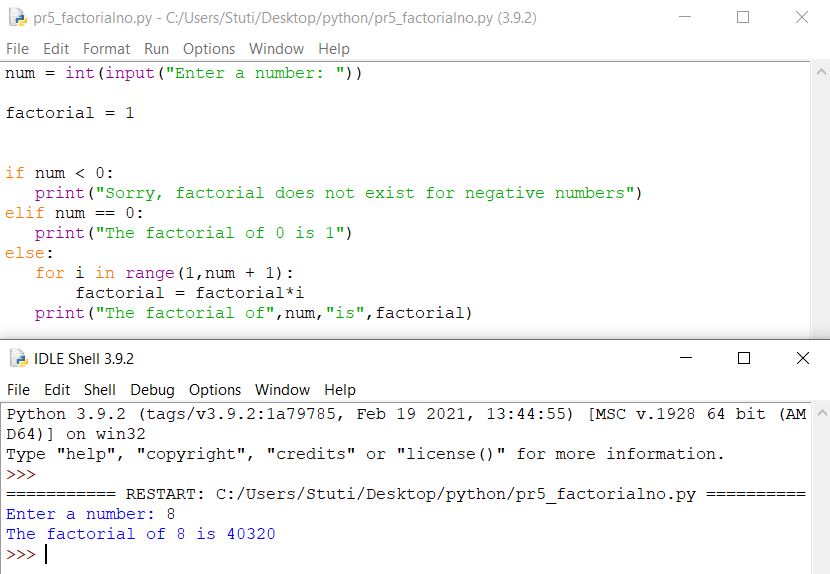 pr5_factorialno.py - C:/Users/Stuti/Desktop/python/pr5_factorialno.py (3.9.2)
File Edit Format Run Options Window Help
num = int(input("Enter a number: "))
factorial = 1
if num < 0:
   print("Sorry, factorial does not exist for negative numbers")
elif num == 0:
   print("The factorial of 0 is 1")
else:
   for i in range(1,num + 1):
       factorial = factorial*i
   print("The factorial of",num,"is",factorial)
IDLE Shell 3.9.2
File Edit Shell Debug Options Window Help
Python 3.9.2 (tags/v3.9.2:1a79785, Feb 19 2021, 13:44:55) [MSC v.1928 64 bit (AM
D64)] on win32
Type "help", "copyright", "credits" or "license()" for more information.
>>>
=========== RESTART: C:/Users/Stuti/Desktop/python/pr5_factorialno.py ==========
Enter a number: 8
The factorial of 8 is 40320
>>>